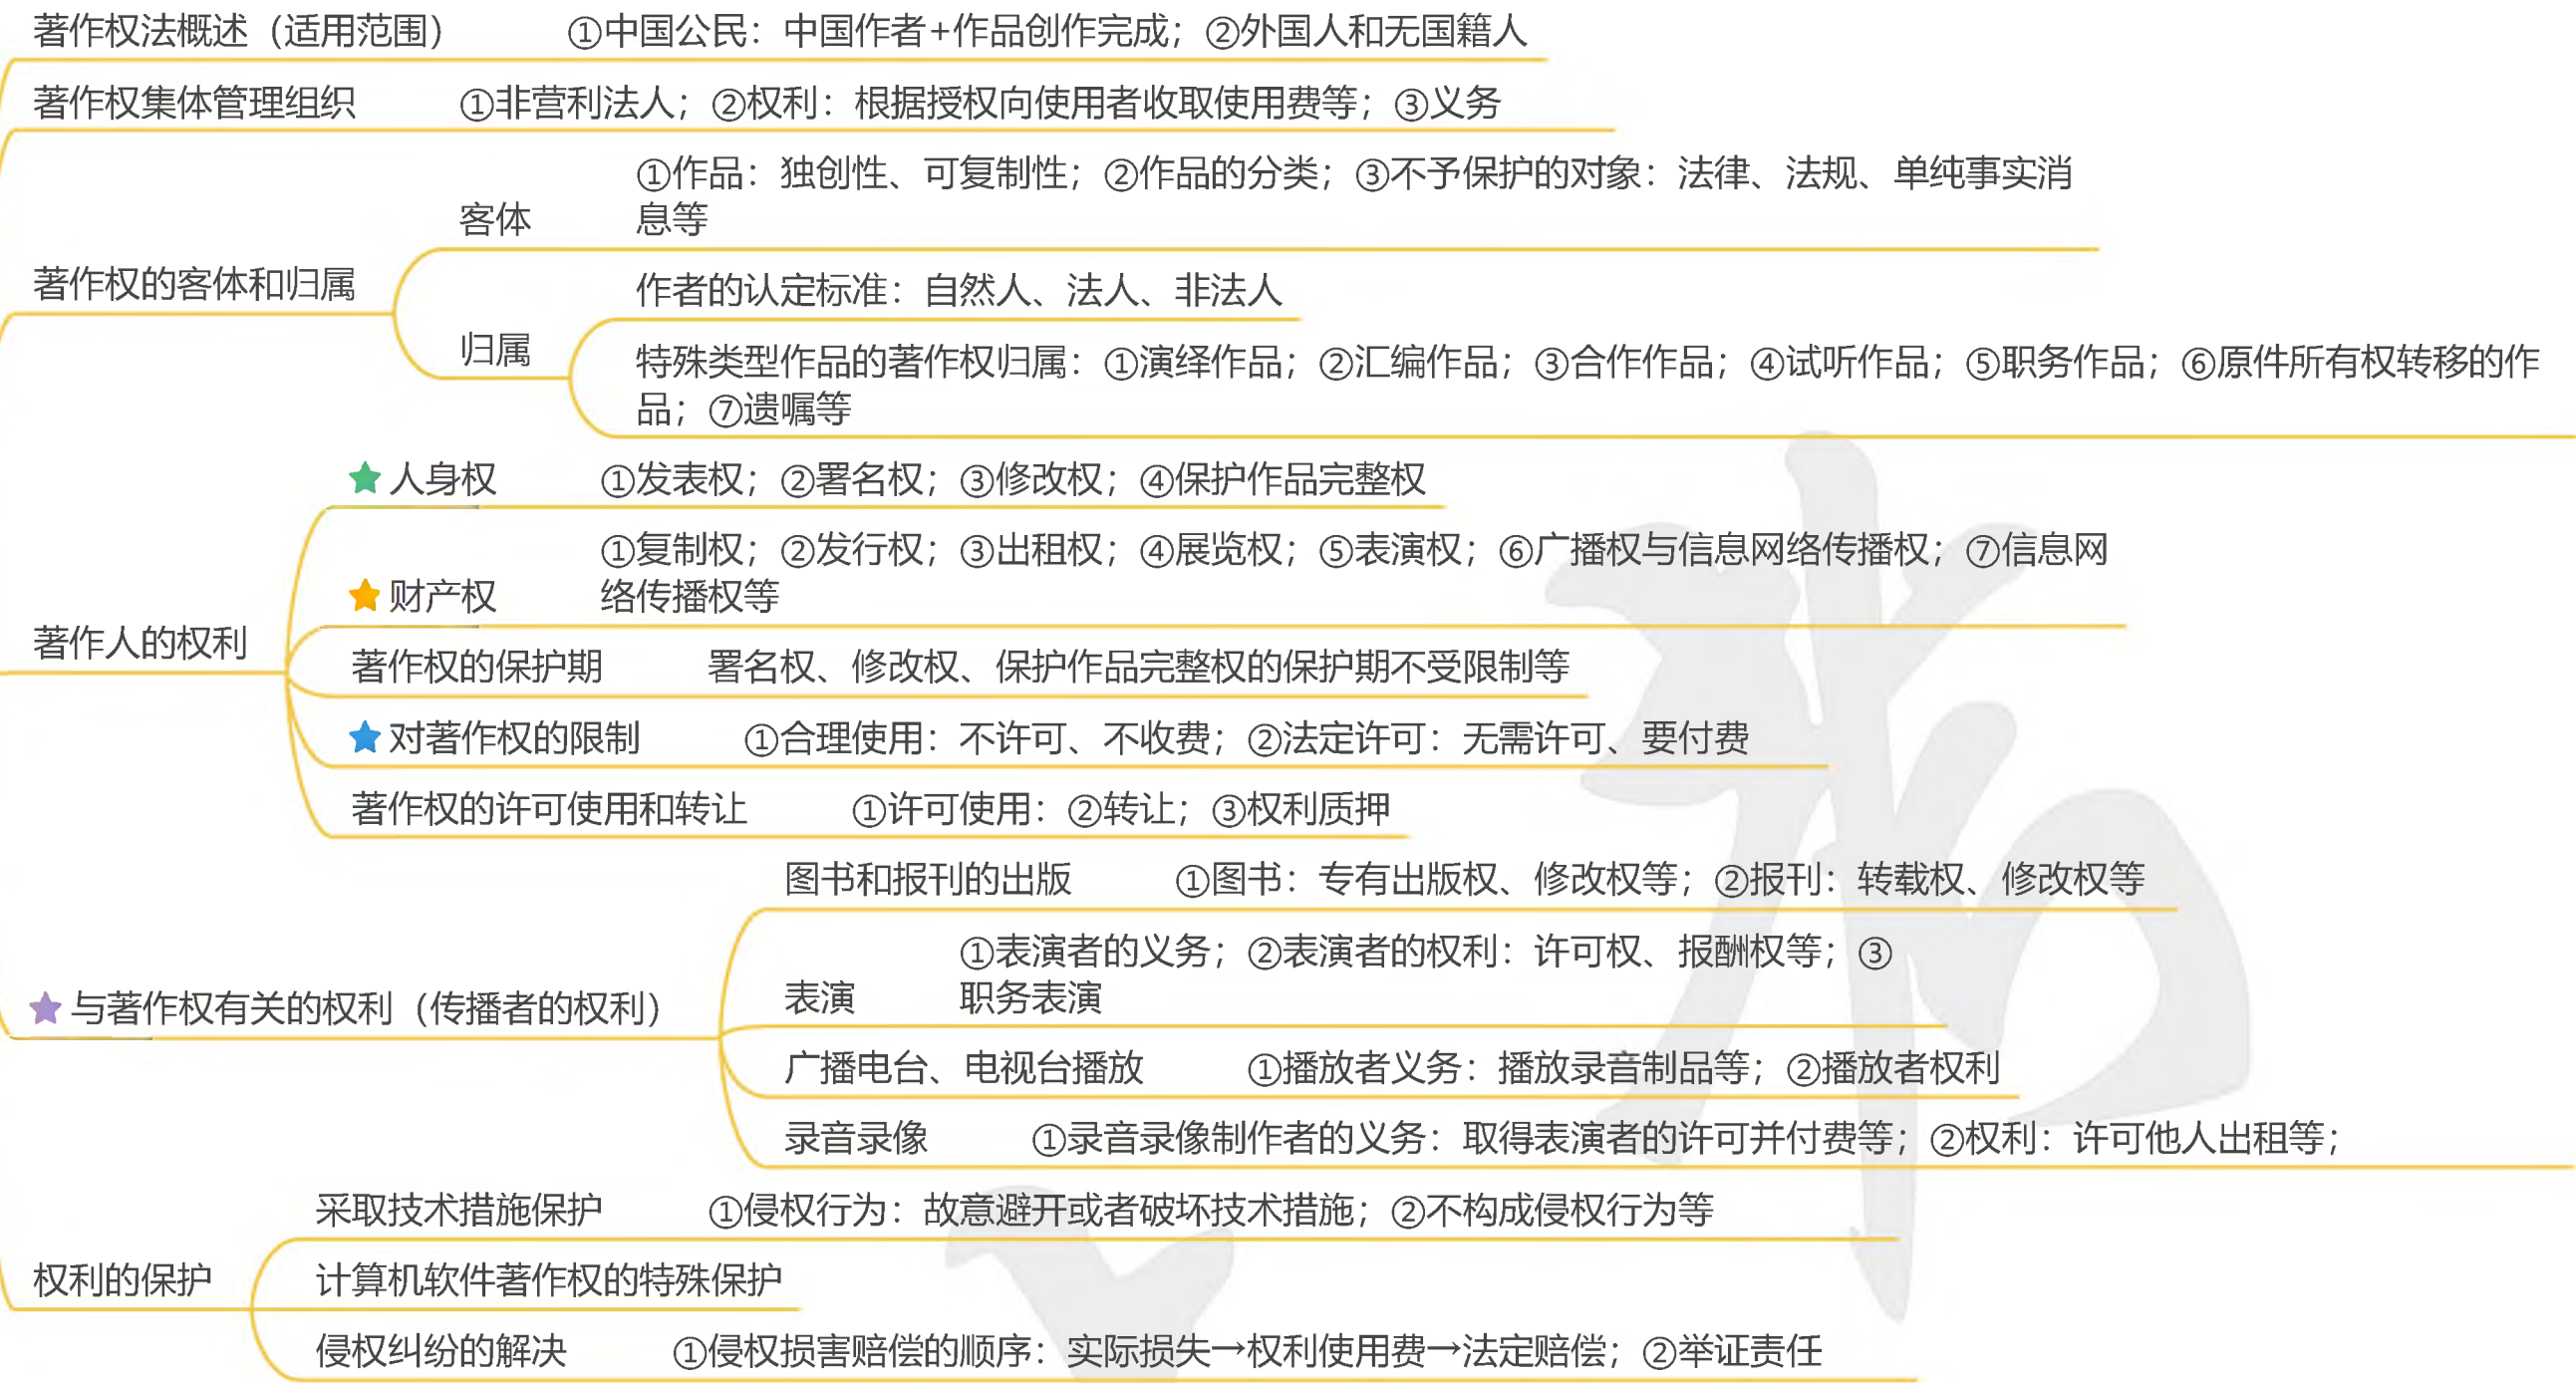 著作权法概述（适用范围） ①中国公民：中国作者+作品创作完成；②外国人和无国籍人
著作权集体管理组织 ①非营利法人；②权利：根据授权向使用者收取使用费等；③义务
著作权的客体和归属
客体
①作品：独创性、可复制性；②作品的分类；③不予保护的对象：法律、法规、单纯事实消
息等
归属
作者的认定标准：自然人、法人、非法人
特殊类型作品的著作权归属：①演绎作品；②汇编作品；③合作作品；④试听作品；⑤职务作品；⑥原件所有权转移的作
品；⑦遗嘱等
著作人的权利
人身权 ①发表权；②署名权；③修改权；④保护作品完整权
财产权
①复制权；②发行权；③出租权；④展览权；⑤表演权；⑥广播权与信息网络传播权；⑦信息网
络传播权等
著作权的保护期 署名权、修改权、保护作品完整权的保护期不受限制等
对著作权的限制 ①合理使用：不许可、不收费；②法定许可：无需许可、要付费
著作权的许可使用和转让 ①许可使用：②转让；③权利质押
与著作权有关的权利（传播者的权利）
图书和报刊的出版 ①图书：专有出版权、修改权等；②报刊：转载权、修改权等
表演
①表演者的义务；②表演者的权利：许可权、报酬权等；③
职务表演
广播电台、电视台播放 ①播放者义务：播放录音制品等；②播放者权利
录音录像 ①录音录像制作者的义务：取得表演者的许可并付费等；②权利：许可他人出租等；
权利的保护
采取技术措施保护 ①侵权行为：故意避开或者破坏技术措施；②不构成侵权行为等
计算机软件著作权的特殊保护
侵权纠纷的解决 ①侵权损害赔偿的顺序：实际损失→权利使用费→法定赔偿；②举证责任